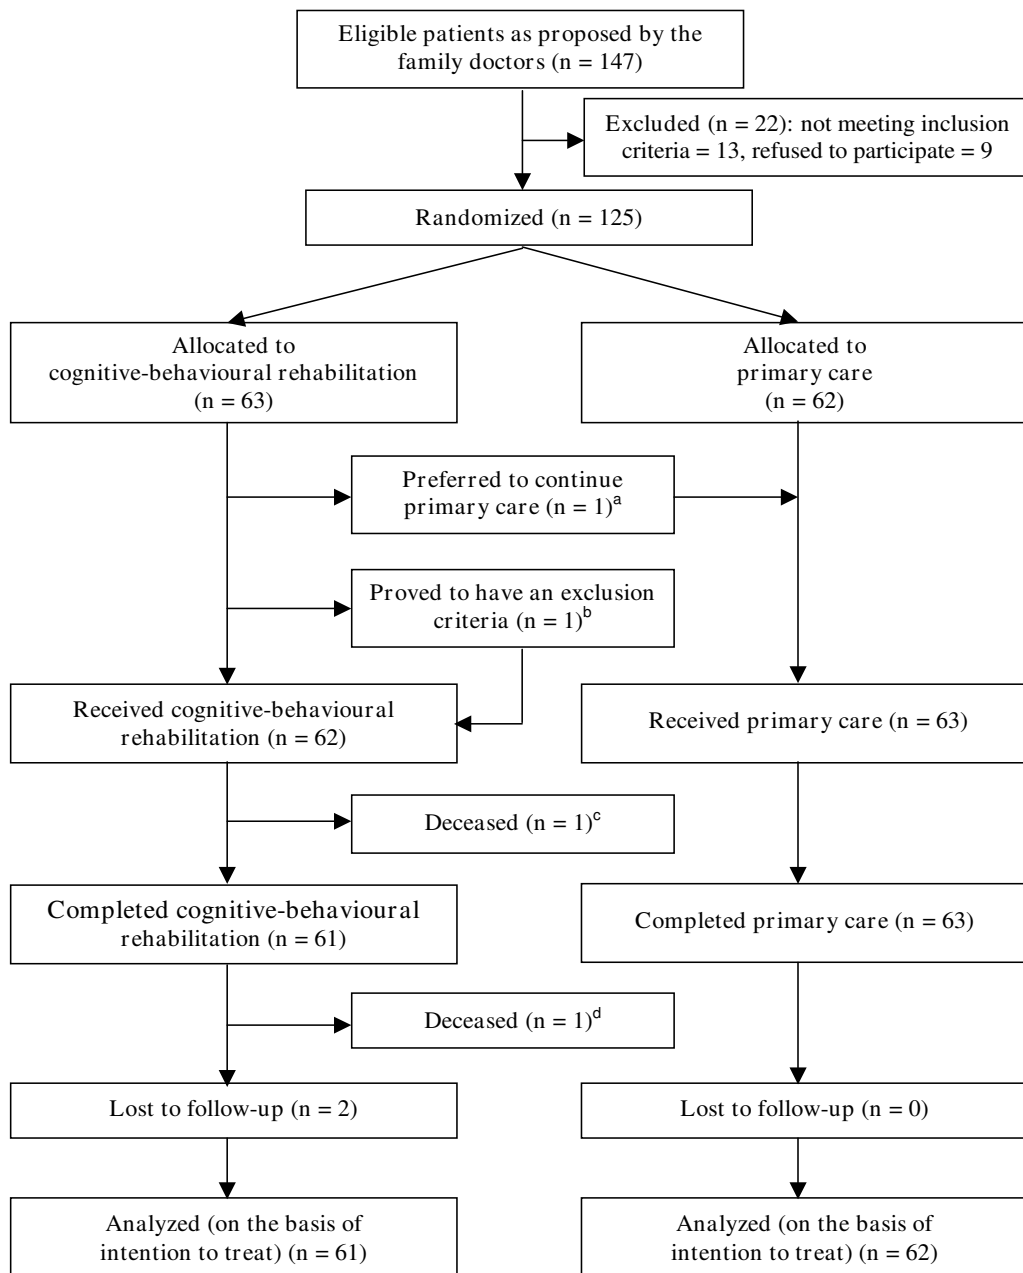 Eligible patients as proposed by the
family doctors (n = 147)
Excluded (n = 22): not meeting inclusion
criteria = 13, refused to participate = 9
Randomized (n = 125)
Allocated to
cognitive-behavioural rehabilitation
(n = 63)
Allocated to
primary care
(n = 62)
Preferred to continue
primary care (n = 1)a
Proved to have an exclusion
criteria (n = 1)b
Received cognitive-behavioural
rehabilitation (n = 62)
Received primary care (n = 63)
Deceased (n = 1)c
Completed cognitive-behavioural
rehabilitation (n = 61)
Completed primary care (n = 63)
Deceased (n = 1)d
Lost to follow-up (n = 2)
Lost to follow-up (n = 0)
Analyzed (on the basis of
intention to treat) (n = 61)
Analyzed (on the basis of
intention to treat) (n = 62)